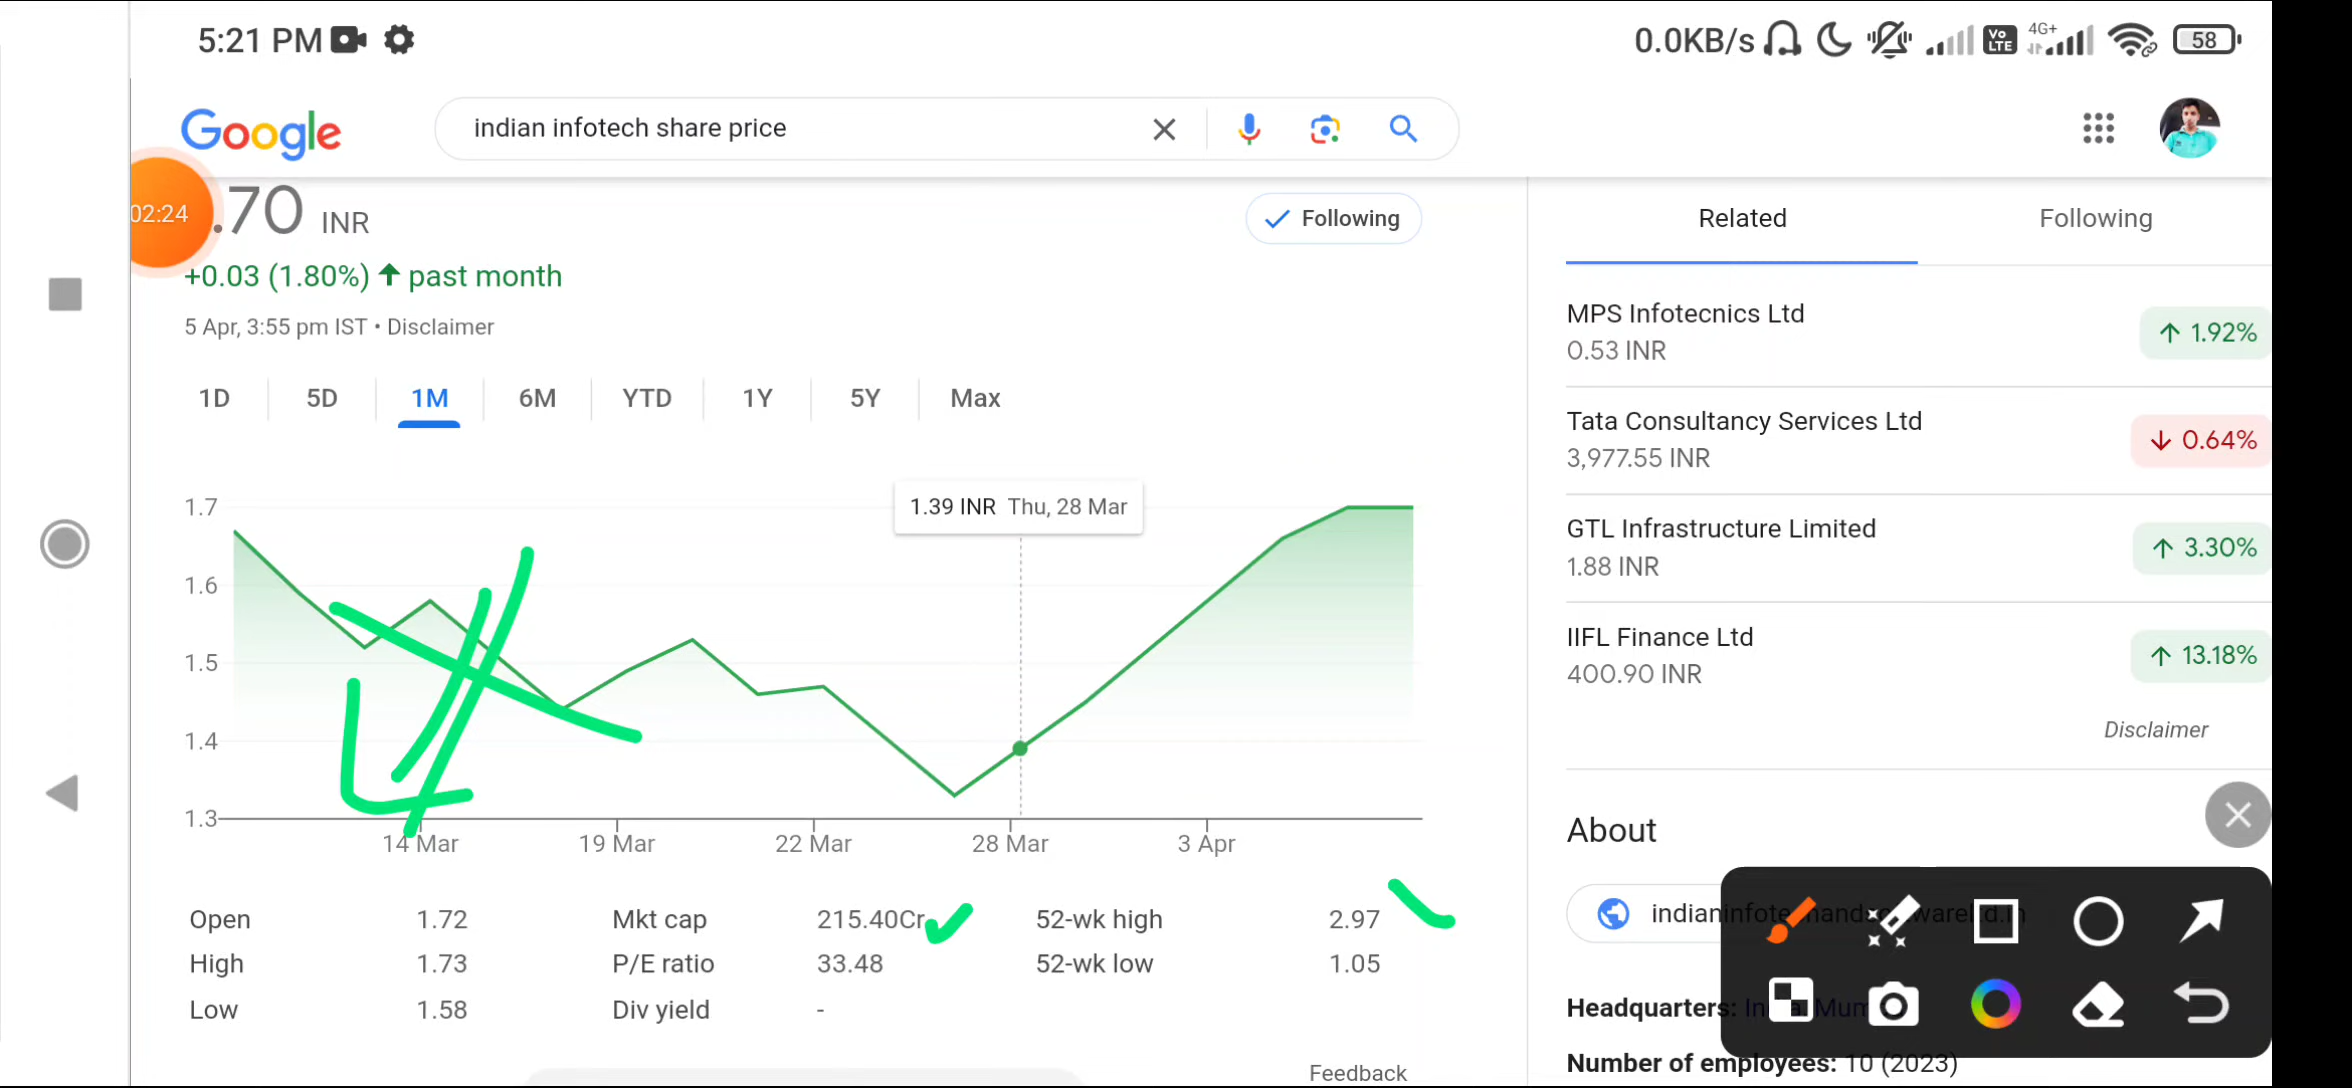 5:21 PM
0.0KB/s Vo LTE 4G+ 58
Google
indian infotech share price
02:24
.70 INR
Following
+0.03 (1.80%) past month
5 Apr, 3:55 pm IST • Disclaimer
1D 5D 1M 6M YTD 1Y 5Y Max
1.39 INR Thu, 28 Mar
1.7
1.6
1.5
1.4
1.3
14 Mar 19 Mar 22 Mar 28 Mar 3 Apr
Open 1.72 Mkt cap 215.40Cr 52-wk high 2.97
High 1.73 P/E ratio 33.48 52-wk low 1.05
Low 1.58 Div yield -
Feedback
Related Following
MPS Infotecnics Ltd
0.53 INR
1.92%
Tata Consultancy Services Ltd
3,977.55 INR
0.64%
GTL Infrastructure Limited
1.88 INR
3.30%
IIFL Finance Ltd
400.90 INR
13.18%
Disclaimer
About
Headquarters:
Number of employees: 10 (2023)